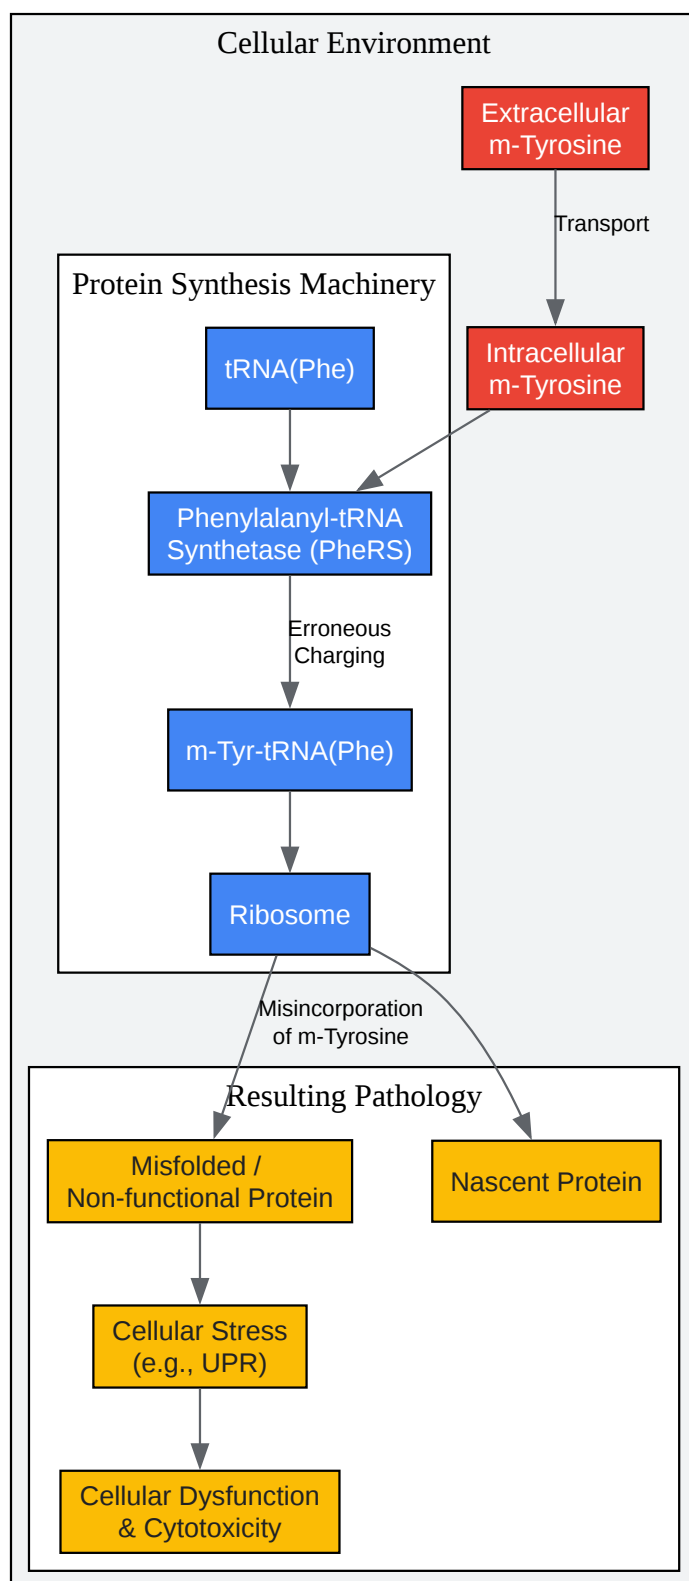 Cellular Environment
Extracellular
m-Tyrosine
Transport
Protein Synthesis Machinery
tRNA(Phe)
Intracellular
m-Tyrosine
Phenylalanyl-tRNA
Synthetase (PheRS)
Erroneous
Charging
m-Tyr-tRNA(Phe)
Ribosome
Misincorporation
of m-Tyrosine
Resulting Pathology
Misfolded /
Non-functional Protein
Nascent Protein
Cellular Stress
(e.g., UPR)
Cellular Dysfunction
& Cytotoxicity